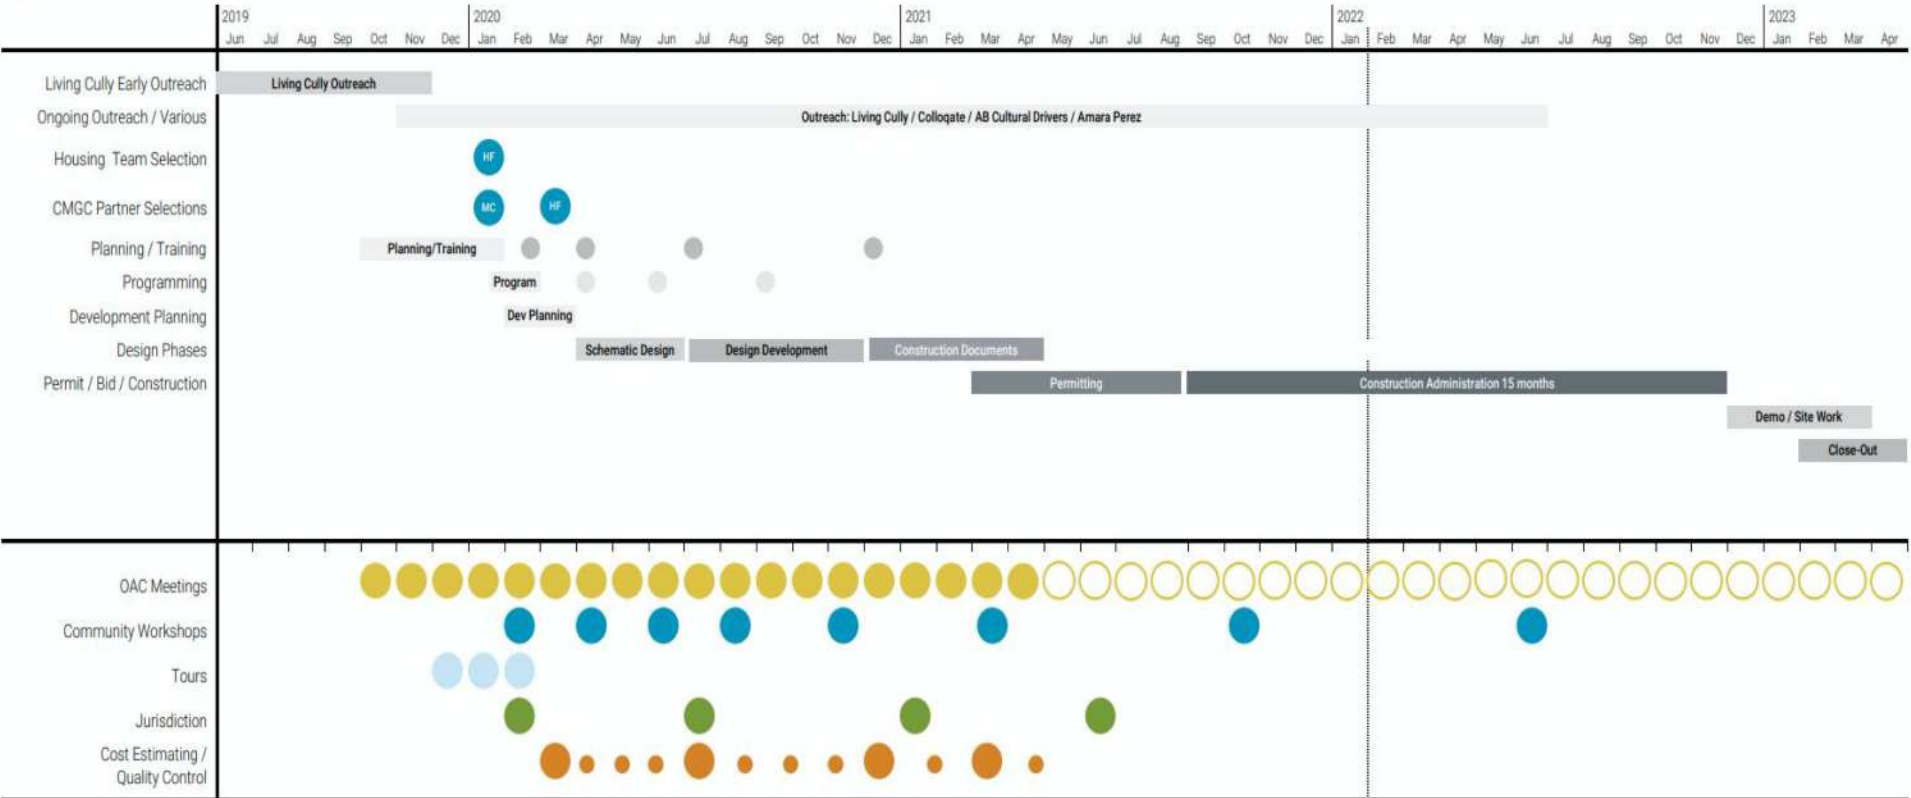 2019 2020 2021 2022 2023
Jun Jul Aug Sep Oct Nov Dec Jan Feb Mar Apr May Jun Jul Aug Sep Oct Nov Dec Jan Feb Mar Apr May Jun Jul Aug Sep Oct Nov Dec Jan Feb Mar Apr May Jun Jul Aug Sep Oct Nov Dec Jan Feb Mar Apr
Living Cully Early Outreach Living Cully Outreach
Ongoing Outreach / Various Outreach: Living Cully / Colloqate / AB Cultural Drivers / Amara Perez
Housing Team Selection HF
CMGC Partner Selections MC HF
Planning / Training Planning/Training
Programming Program
Development Planning Dev Planning
Design Phases Schematic Design Design Development Construction Documents
Permit / Bid / Construction Permitting Construction Administration 15 months
Demo / Site Work
Close-Out
OAC Meetings
Community Workshops
Tours
Jurisdiction
Cost Estimating /
Quality Control